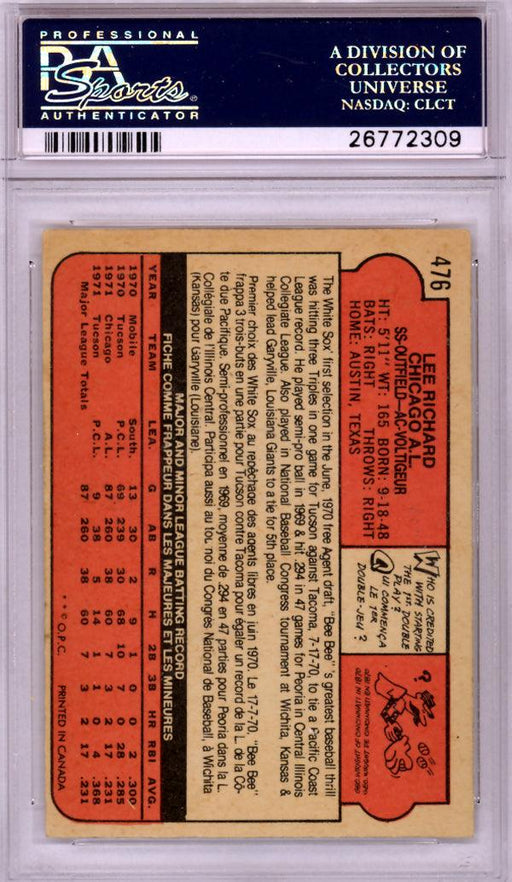 PROFESSIONAL
PSA
Sports
AUTHENTICATOR
A DIVISION OF
COLLECTORS
UNIVERSE
NASDAQ: CLCT
26772309
476
LEE RICHARD
CHICAGO A.L.
SS-OUTFIELD—AC-VOLTIGEUR
HT: 5'11" WT: 165 BORN: 9-18-48
BATS: RIGHT THROWS: RIGHT
HOME: AUSTIN, TEXAS
WHO IS CREDITED
WITH STARTING
THE 1ST DOUBLE
PLAY?
QUI COMMENÇA
LE 1ER
DOUBLE-JEU?
?
The White Sox' first selection in the June, 1970 free Agent draft, "Bee Bee" 's greatest baseball thrill
was hitting three Triples in one game for Tucson against Tacoma, 7-17-70, to tie a Pacific Coast
League record. He played semi-pro ball in 1969 & hit .294 in 47 games for Peoria in Central Illinois
Collegiate League. Also played in National Baseball Congress tournament at Wichita, Kansas &
helped lead Garyville, Louisiana Giants to a tie for 5th place.
Premier choix des White Sox au repêchage des agents libres en juin 1970. Le 17-7-70, "Bee Bee"
frappa 3 trois-buts en une partie pour Tucson contre Tacoma pour égaler un record de la L. de la Cô-
te du Pacifique. Semi-professionnel en 1969, moyenne de .294 en 47 parties pour Peoria dans la L.
Collégiale de l'Illinois Central. Participa aussi au tou noi du Congres National de Baseball, à Wichita
(Kansas) pour Garyville (Louisiane).
MAJOR AND MINOR LEAGUE BATTING RECORD
FICHE COMME FRAPPEUR DANS LES MAJEURES ET LES MINEURES
YEAR TEAM LEA. G AB R H 2B 3B HR RBI AVG.
1970 Mobile South. 13 30 2 9 1 0 0 2 .300
1970 Tucson P.C.L. 69 239 30 68 10 7 0 28 .285
1971 Chicago A.L. 87 260 38 60 7 3 2 17 .231
1971 Tucson P.C.L. 9 38 5 14 1 1 0 4 .368
Major League Totals 87 260 38 60 7 3 2 17 .231
**© O.P.C. PRINTED IN CANADA